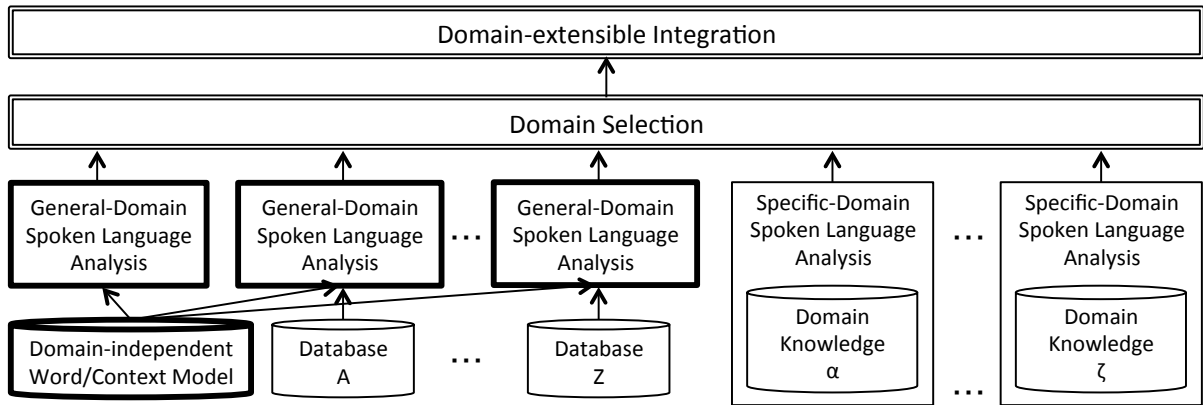 Domain-extensible Integration
Domain Selection
General-Domain
Spoken Language
Analysis
General-Domain
Spoken Language
Analysis
...
General-Domain
Spoken Language
Analysis
Specific-Domain
Spoken Language
Analysis
...
Specific-Domain
Spoken Language
Analysis
Domain-independent
Word/Context Model
Database
A
...
Database
Z
Domain
Knowledge
α
...
Domain
Knowledge
ζ